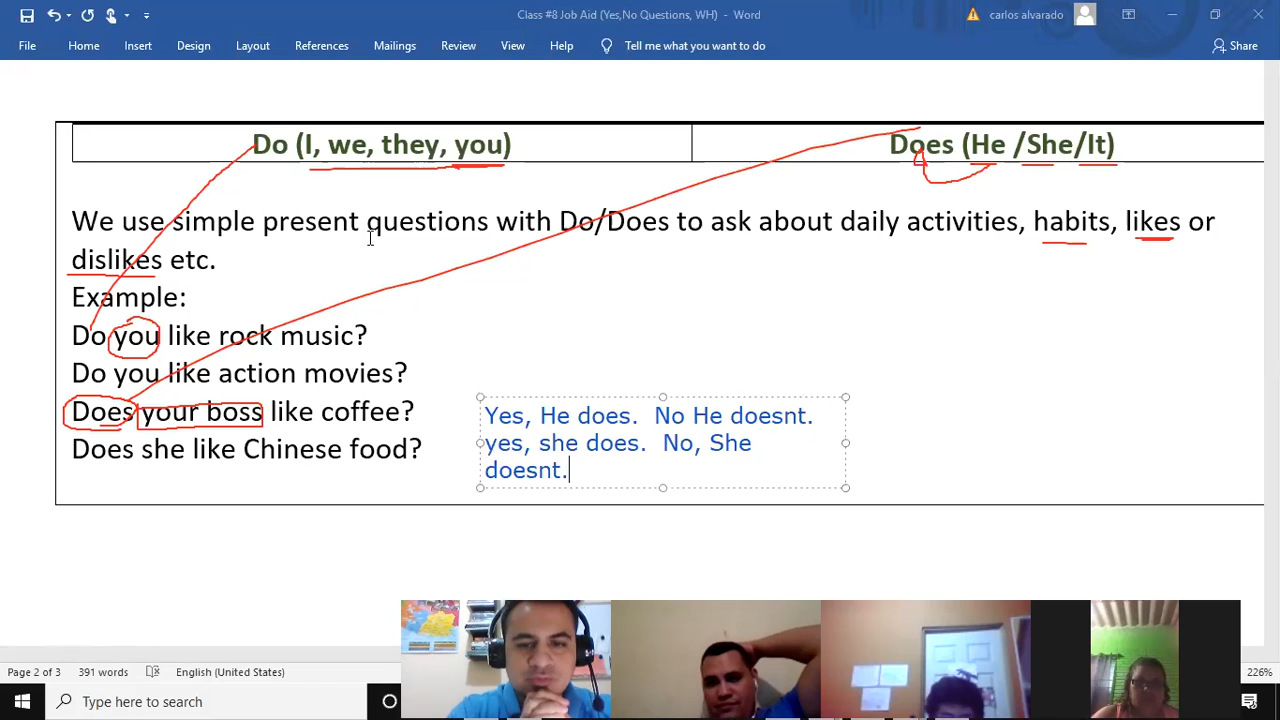 Class #8 Job Aid (Yes,No Questions, WH) - Word
carlos alvarado
File Home Insert Design Layout References Mailings Review View Help Tell me what you want to do Share
Do (I, we, they, you) Does (He /She/It)
We use simple present questions with Do/Does to ask about daily activities, habits, likes or
dislikes etc.
Example:
Do you like rock music?
Do you like action movies?
Does your boss like coffee?
Does she like Chinese food?
Yes, He does. No He doesnt.
yes, she does. No, She
doesnt.
Page 2 of 3 391 words English (United States) 226%
Type here to search